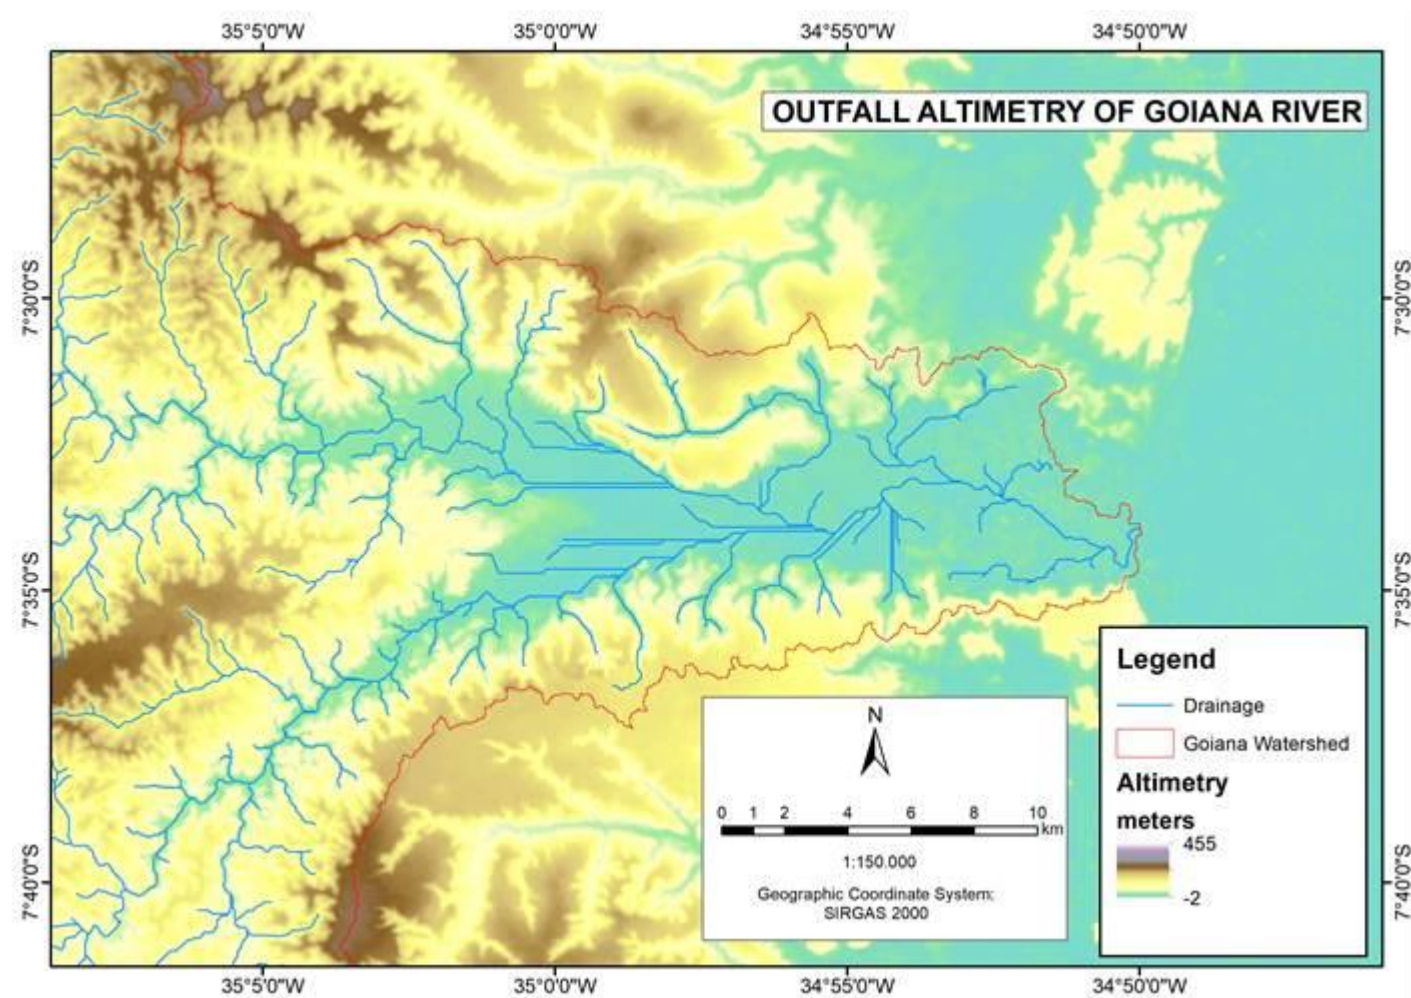 35°5'0"W 35°0'0"W 34°55'0"W 34°50'0"W
OUTFALL ALTIMETRY OF GOIANA RIVER
7°30'0"S 7°30'0"S
7°35'0"S 7°35'0"S
Legend
Drainage
Goiana Watershed
Altimetry
meters
455
-2
N
0 1 2 4 6 8 10
km
1:150.000
Geographic Coordinate System:
SIRGAS 2000
7°40'0"S 7°40'0"S
35°5'0"W 35°0'0"W 34°55'0"W 34°50'0"W